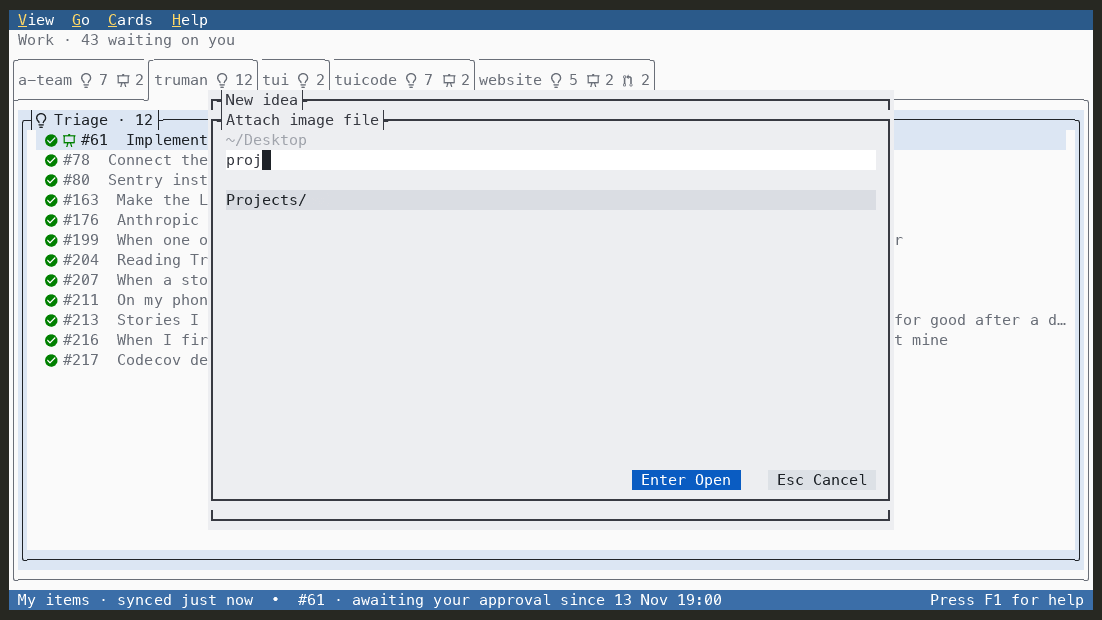 View Go Cards Help
Work · 43 waiting on you
a-team 7 2 truman 12 tui 2 tuicode 7 2 website 5 2 2
New idea
Triage · 12
Attach image file
#61 Implement
~/Desktop
#78 Connect the
proj
#80 Sentry inst
#163 Make the L
Projects/
#176 Anthropic
#199 When one o r
#204 Reading Tr
#207 When a sto
#211 On my phon
#213 Stories I for good after a d…
#216 When I fir t mine
#217 Codecov de
Enter Open Esc Cancel
My items · synced just now • #61 · awaiting your approval since 13 Nov 19:00 Press F1 for help